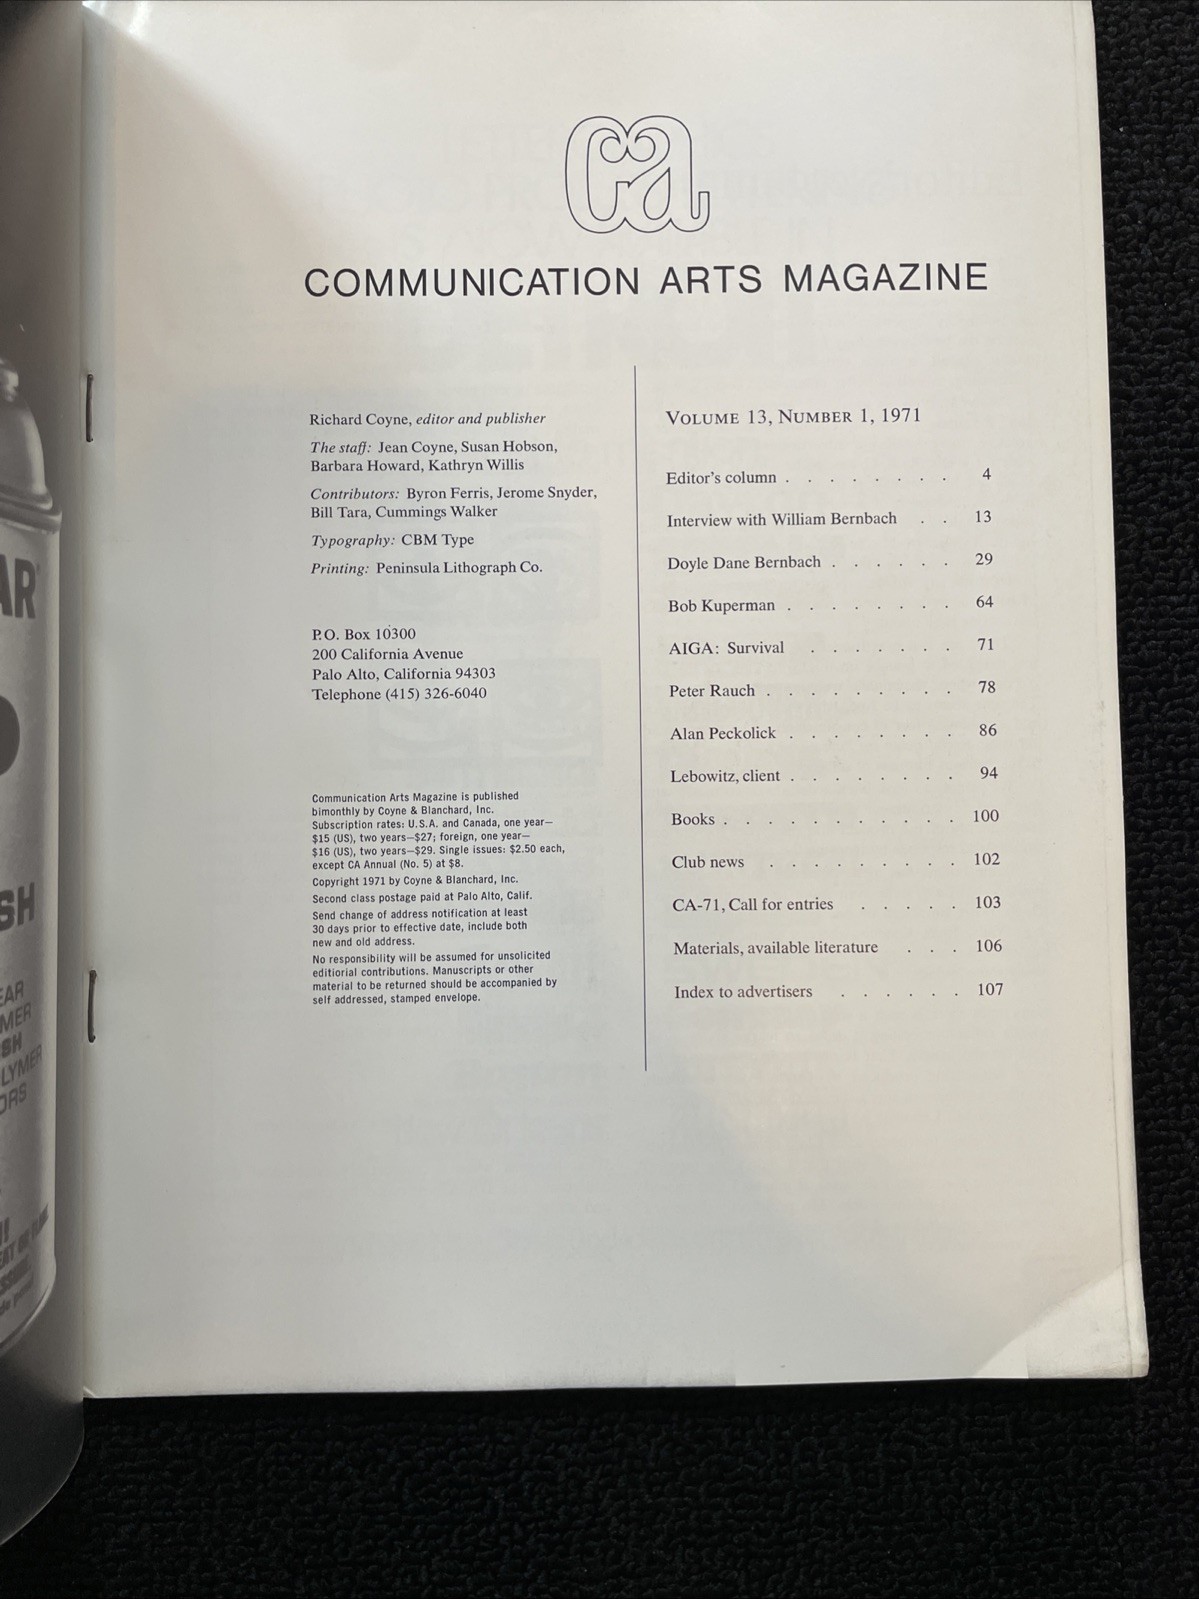 ca
COMMUNICATION ARTS MAGAZINE
Richard Coyne, editor and publisher
The staff: Jean Coyne, Susan Hobson,
Barbara Howard, Kathryn Willis
Contributors: Byron Ferris, Jerome Snyder,
Bill Tara, Cummings Walker
Typography: CBM Type
Printing: Peninsula Lithograph Co.
P.O. Box 10300
200 California Avenue
Palo Alto, California 94303
Telephone (415) 326-6040
Communication Arts Magazine is published
bimonthly by Coyne & Blanchard, Inc.
Subscription rates: U.S.A. and Canada, one year—
$15 (US), two years—$27; foreign, one year—
$16 (US), two years—$29. Single issues: $2.50 each,
except CA Annual (No. 5) at $8.
Copyright 1971 by Coyne & Blanchard, Inc.
Second class postage paid at Palo Alto, Calif.
Send change of address notification at least
30 days prior to effective date, include both
new and old address.
No responsibility will be assumed for unsolicited
editiorial contributions. Manuscripts or other
material to be returned should be accompanied by
self addressed, stamped envelope.
VOLUME 13, NUMBER 1, 1971
Editor's column . . . . . . . . 4
Interview with William Bernbach . . 13
Doyle Dane Bernbach . . . . . . 29
Bob Kuperman . . . . . . . . 64
AIGA: Survival . . . . . . . 71
Peter Rauch . . . . . . . . . 78
Alan Peckolick . . . . . . . . 86
Lebowitz, client . . . . . . . . 94
Books . . . . . . . . . . . 100
Club news . . . . . . . . . 102
CA-71, Call for entries . . . . . 103
Materials, available literature . . . 106
Index to advertisers . . . . . . 107